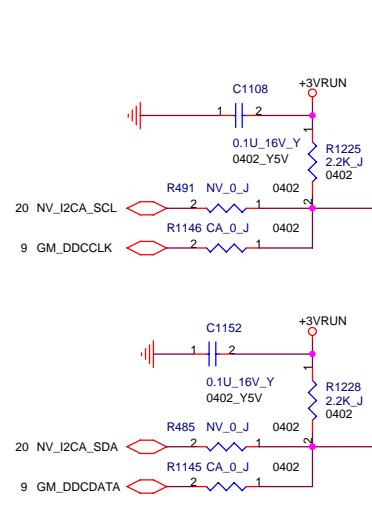 +3VRUN
C1108
1 2
0.1U_16V_Y
0402_Y5V
1
R1225
2.2K_J
0402
2
R491 NV_0_J 0402
20 NV_I2CA_SCL 2 1
R1146 CA_0_J 0402
9 GM_DDCCLK 2 1
+3VRUN
C1152
1 2
0.1U_16V_Y
0402_Y5V
1
R1228
2.2K_J
0402
2
R485 NV_0_J 0402
20 NV_I2CA_SDA 2 1
R1145 CA_0_J 0402
9 GM_DDCDATA 2 1